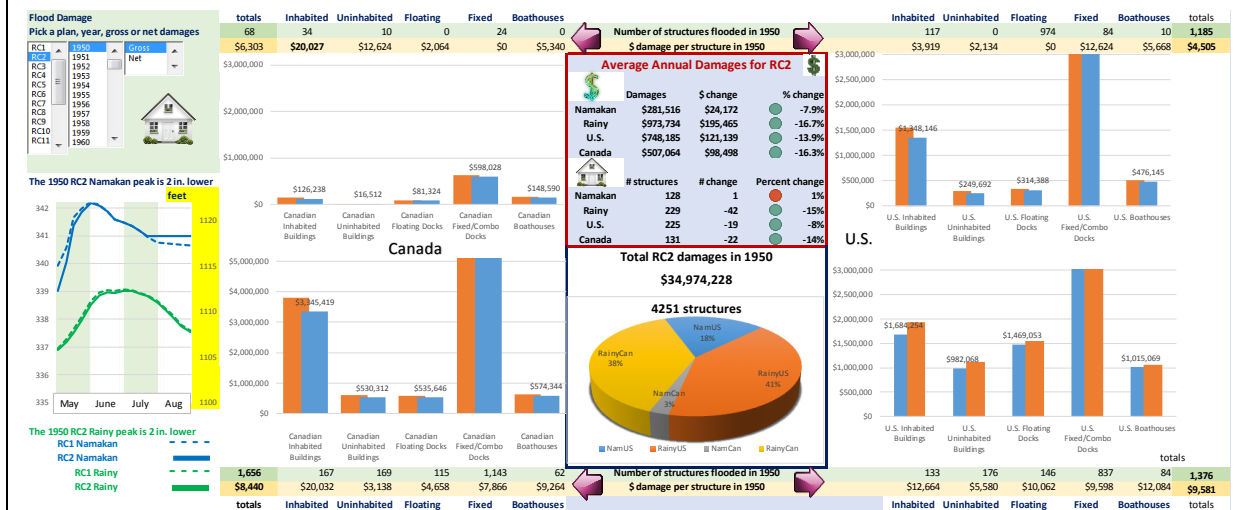 Flood Damage totals Inhabited Uninhabited Floating Fixed Boathouses Inhabited Uninhabited Floating Fixed Boathouses totals
Pick a plan, year, gross or net damages 68 34 10 0 24 0 Number of structures flooded in 1950 117 0 974 84 10 1,185
$6,303 $20,027 $12,624 $2,064 $0 $5,340 $ damage per structure in 1950 $3,919 $2,134 $0 $12,624 $5,668 $4,505
RC1 1950 Gross
RC2 1951 Net
RC3 1952
RC4 1953
RC5 1954
RC6 1955
RC7 1956
RC8 1957
RC9 1958
RC10 1959
RC11 1960
$3,000,000
$2,000,000
$1,000,000
$0
$126,238
$16,512
$81,324
$598,028
$148,590
Canadian Inhabited Buildings
Canadian Uninhabited Buildings
Canadian Floating Docks
Canadian Fixed/Combo Docks
Canadian Boathouses
Average Annual Damages for RC2
Damages $ change % change
Namakan $281,516 $24,172 -7.9%
Rainy $973,734 $195,465 -16.7%
U.S. $748,185 $121,139 -13.9%
Canada $507,064 $98,498 -16.3%
# structures # change Percent change
Namakan 128 1 1%
Rainy 229 -42 -15%
U.S. 225 -19 -8%
Canada 131 -22 -14%
$3,000,000
$1,500,000
$1,000,000
$500,000
$0
$1,348,146
$249,692
$314,388
$476,145
U.S. Inhabited Buildings
U.S. Uninhabited Buildings
U.S. Floating Docks
U.S. Fixed/Combo Docks
U.S. Boathouses
The 1950 RC2 Namakan peak is 2 in. lower
feet
342
341
339
338
337
336
335
1120
1115
1110
1105
1100
May June July Aug
The 1950 RC2 Rainy peak is 2 in. lower
RC1 Namakan
RC2 Namakan
RC1 Rainy
RC2 Rainy
Canada
$5,000,000
$4,000,000
$3,000,000
$2,000,000
$1,000,000
$0
$3,345,419
$530,312
$535,646
$574,344
Canadian Inhabited Buildings
Canadian Uninhabited Buildings
Canadian Floating Docks
Canadian Fixed/Combo Docks
Canadian Boathouses
Total RC2 damages in 1950
$34,974,228
4251 structures
NamUS
18%
RainyCan
38%
NamCan
3%
RainyUS
41%
NamUS RainyUS NamCan RainyCan
U.S.
$3,000,000
$2,500,000
$2,000,000
$1,500,000
$1,000,000
$500,000
$0
$1,684,254
$982,068
$1,469,053
$1,015,069
U.S. Inhabited Buildings
U.S. Uninhabited Buildings
U.S. Floating Docks
U.S. Fixed/Combo Docks
U.S. Boathouses
totals
1,656 167 169 115 1,143 62 Number of structures flooded in 1950 133 176 146 837 84 1,376
$8,440 $20,032 $3,138 $4,658 $7,866 $9,264 $ damage per structure in 1950 $12,664 $5,580 $10,062 $9,598 $12,084 $9,581
totals Inhabited Uninhabited Floating Fixed Boathouses Inhabited Uninhabited Floating Fixed Boathouses